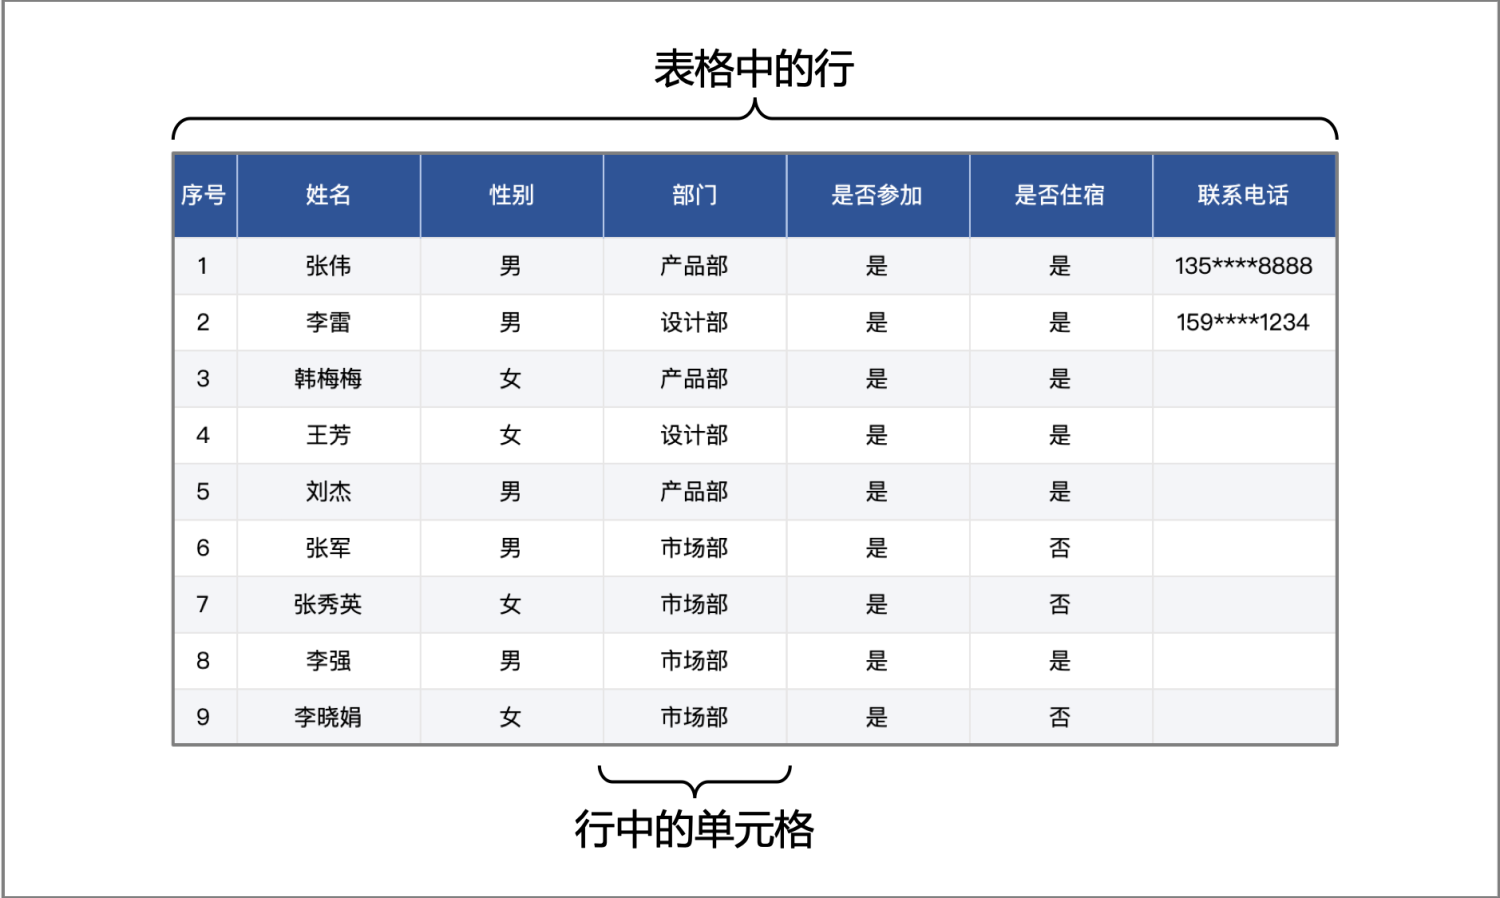 表格中的行
序号 姓名 性别 部门 是否参加 是否住宿 联系电话
1 张伟 男 产品部 是 是 135****8888
2 李雷 男 设计部 是 是 159****1234
3 韩梅梅 女 产品部 是 是
4 王芳 女 设计部 是 是
5 刘杰 男 产品部 是 是
6 张军 男 市场部 是 否
7 张秀英 女 市场部 是 否
8 李强 男 市场部 是 是
9 李晓娟 女 市场部 是 否
行中的单元格